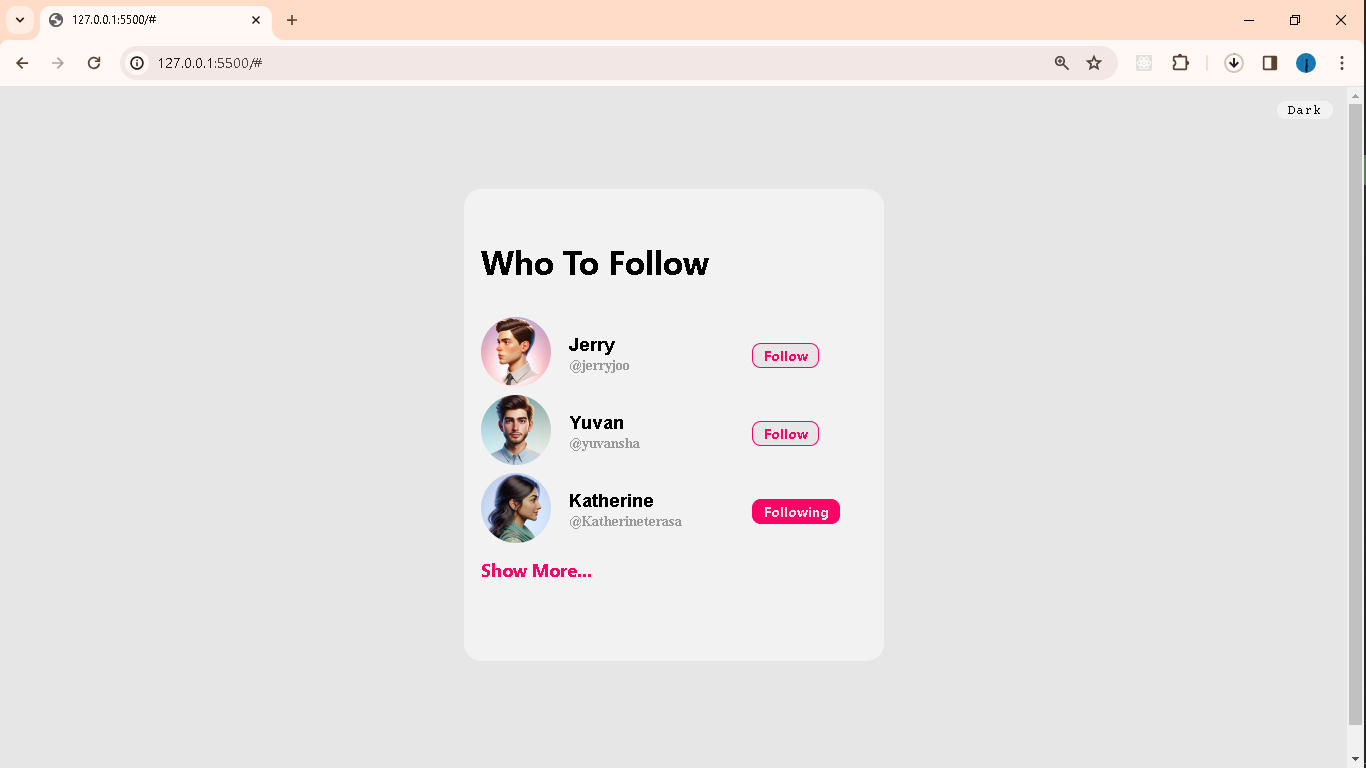 127.0.0.1:5500/#
127.0.0.1:5500/#
Dark
Who To Follow
Jerry
@jerryjoo
Follow
Yuvan
@yuvansha
Follow
Katherine
@Katherineterasa
Following
Show More...